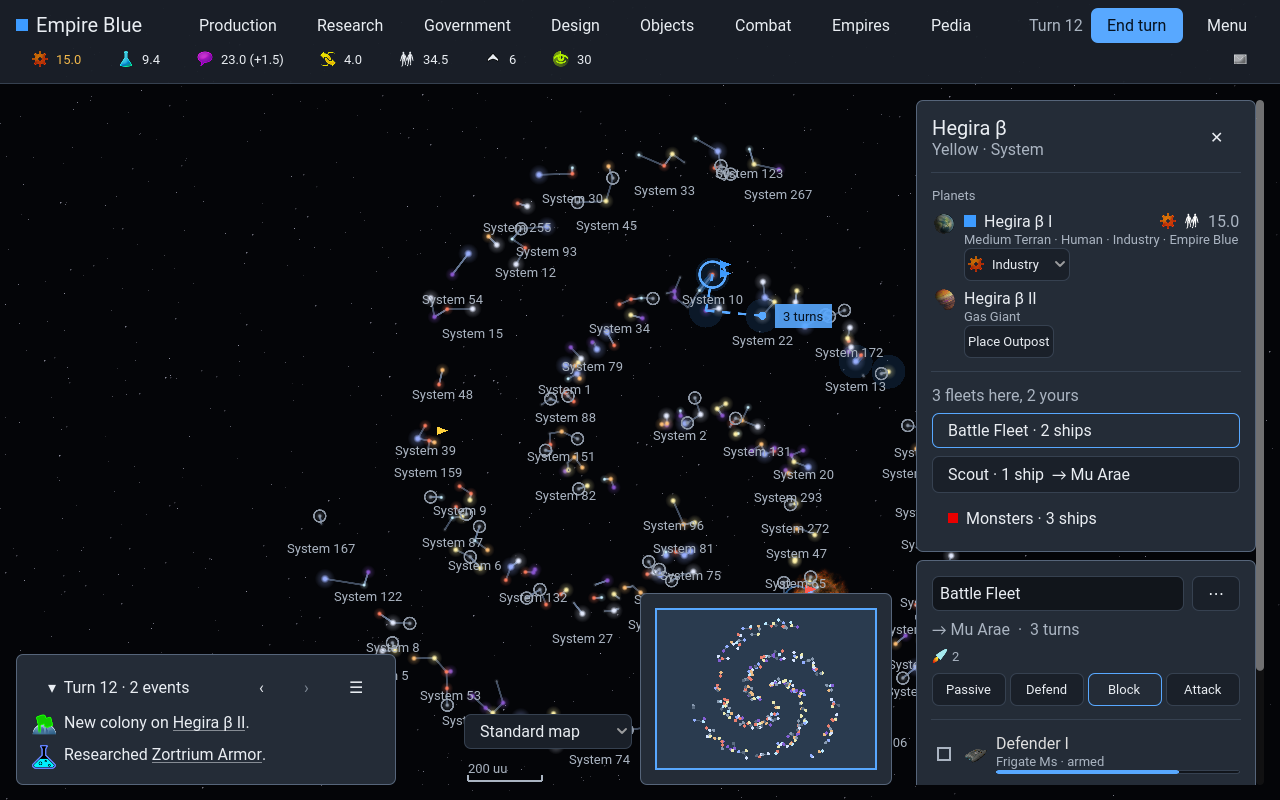 Empire Blue
Production
Research
Government
Design
Objects
Combat
Empires
Pedia
Turn 12
End turn
Menu
15.0
9.4
23.0 (+1.5)
4.0
34.5
6
30
System 123
System 33
System 267
System 30
System 45
System 255
System 93
System 12
System 54
System 10
System 15
System 34
3 turns
System 22
System 172
System 79
System 13
System 1
System 48
System 88
System 2
System 39
System 151
System 131
System 159
System 20
System 82
System 293
System 9
System 96
System 272
System 87
System 167
System 81
System 47
System 6
System 75
System 65
System 122
System 132
System 27
System 8
5
System 53
System 74
Hegira β
Yellow · System
Planets
Hegira β I
15.0
Medium Terran · Human · Industry · Empire Blue
Industry
Hegira β II
Gas Giant
Place Outpost
3 fleets here, 2 yours
Battle Fleet · 2 ships
Scout · 1 ship → Mu Arae
Monsters · 3 ships
Battle Fleet
⋯
→ Mu Arae · 3 turns
2
Passive
Defend
Block
Attack
Defender I
Frigate Ms · armed
Turn 12 · 2 events
New colony on Hegira β II.
Researched Zortrium Armor.
Standard map
200 uu